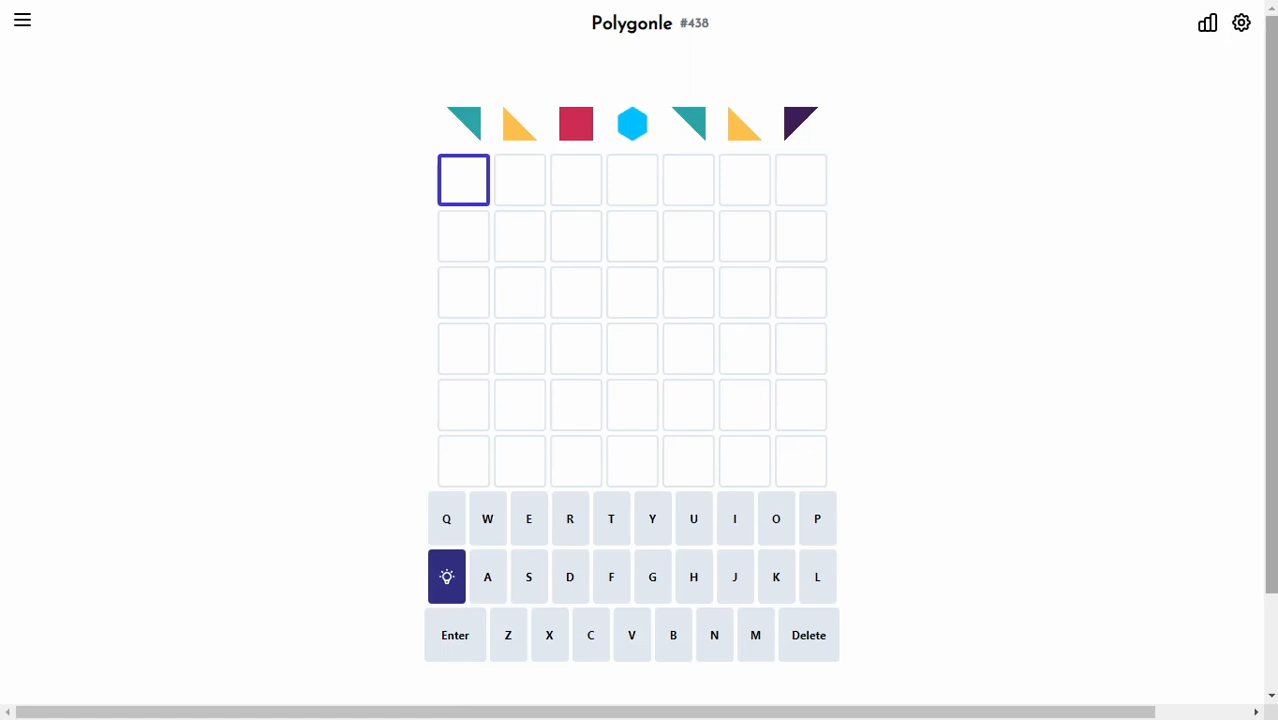 Polygonle #438
Q W E R T Y U I O P
A S D F G H J K L
Enter Z X C V B N M Delete